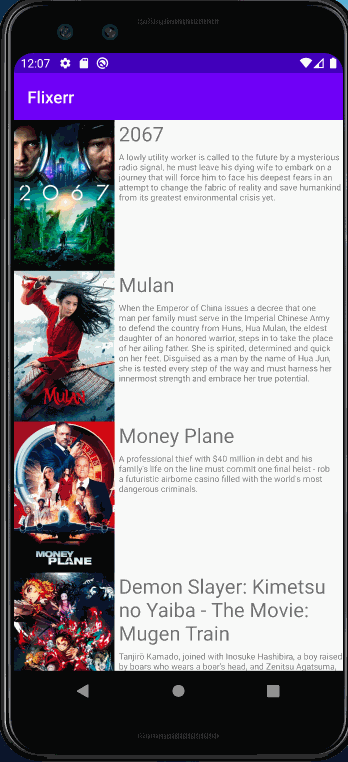 12:07
Flixerr
2067
A lowly utility worker is called to the future by a mysterious
radio signal, he must leave his dying wife to embark on a
journey that will force him to face his deepest fears in an
attempt to change the fabric of reality and save humankind
from its greatest environmental crisis yet.
2067
Mulan
When the Emperor of China issues a decree that one
man per family must serve in the Imperial Chinese Army
to defend the country from Huns, Hua Mulan, the eldest
daughter of an honored warrior, steps in to take the place
of her ailing father. She is spirited, determined and quick
on her feet. Disguised as a man by the name of Hua Jun,
she is tested every step of the way and must harness her
innermost strength and embrace her true potential.
MULAN
Money Plane
A professional thief with $40 million in debt and his
family's life on the line must commit one final heist - rob
a futuristic airborne casino filled with the world's most
dangerous criminals.
MONEY
PLANE
Demon Slayer: Kimetsu
no Yaiba - The Movie:
Mugen Train
Tanjirō Kamado, joined with Inosuke Hashibira, a boy raised
by boars who wears a boar's head, and Zenitsu Agatsuma,